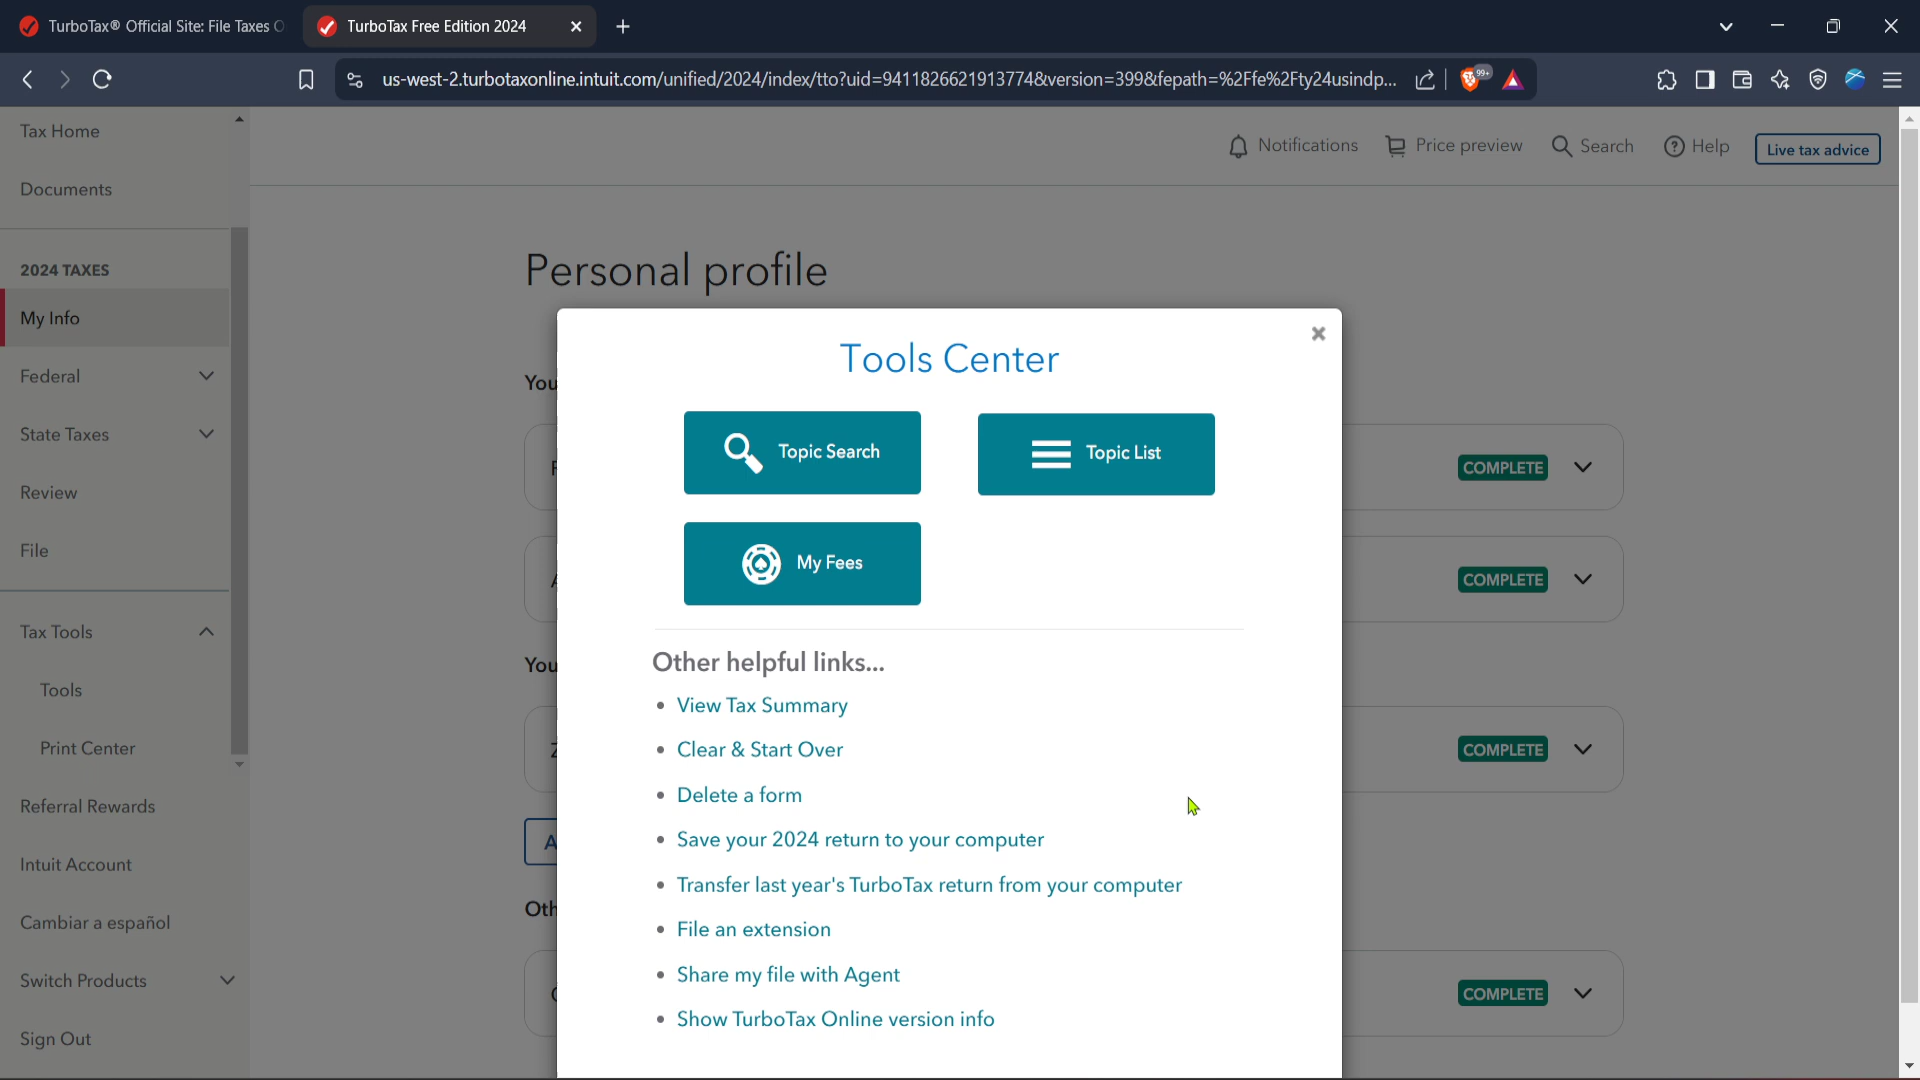 TurboTax® Official Site: File Taxes O
TurboTax Free Edition 2024
us-west-2.turbotaxonline.intuit.com/unified/2024/index/tto?uid=9411826621913774&version=399&fepath=%2Ffe%2Fty24usindp...
99+
Tax Home
Documents
2024 TAXES
My Info
Federal
State Taxes
Review
File
Tax Tools
Tools
Print Center
Referral Rewards
Intuit Account
Cambiar a español
Switch Products
Sign Out
Notifications
Price preview
Search
Help
Live tax advice
Personal profile
You
COMPLETE
COMPLETE
You
COMPLETE
A
Oth
COMPLETE
Tools Center
Topic Search
Topic List
My Fees
Other helpful links...
• View Tax Summary
• Clear & Start Over
• Delete a form
• Save your 2024 return to your computer
• Transfer last year's TurboTax return from your computer
• File an extension
• Share my file with Agent
• Show TurboTax Online version info